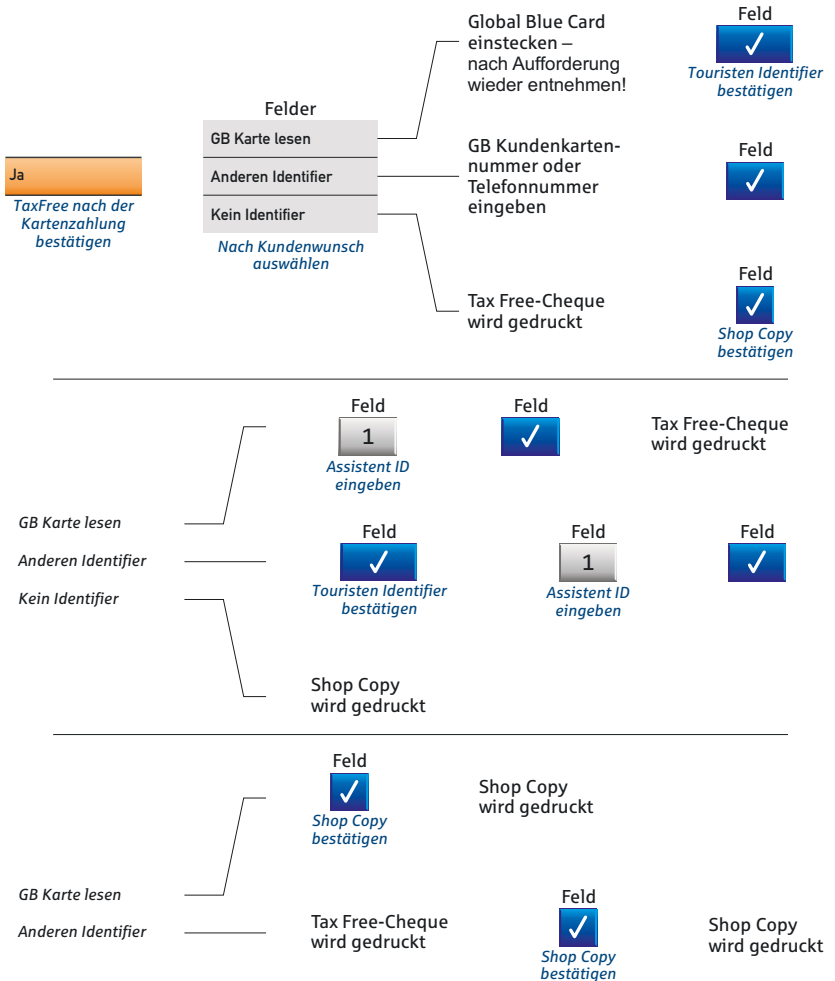 Global Blue Card
einstecken –
nach Aufforderung
wieder entnehmen!
Feld
Touristen Identifier
bestätigen
Felder
GB Karte lesen
Anderen Identifier
Kein Identifier
Nach Kundenwunsch
auswählen
Ja
TaxFree nach der
Kartenzahlung
bestätigen
GB Kundenkarten-
nummer oder
Telefonnummer
eingeben
Feld
Tax Free-Cheque
wird gedruckt
Feld
Shop Copy
bestätigen
Feld
1
Assistent ID
eingeben
Feld
Tax Free-Cheque
wird gedruckt
GB Karte lesen
Anderen Identifier
Kein Identifier
Feld
Touristen Identifier
bestätigen
Feld
1
Assistent ID
eingeben
Feld
Shop Copy
wird gedruckt
Feld
Shop Copy
bestätigen
Shop Copy
wird gedruckt
GB Karte lesen
Anderen Identifier
Tax Free-Cheque
wird gedruckt
Feld
Shop Copy
bestätigen
Shop Copy
wird gedruckt